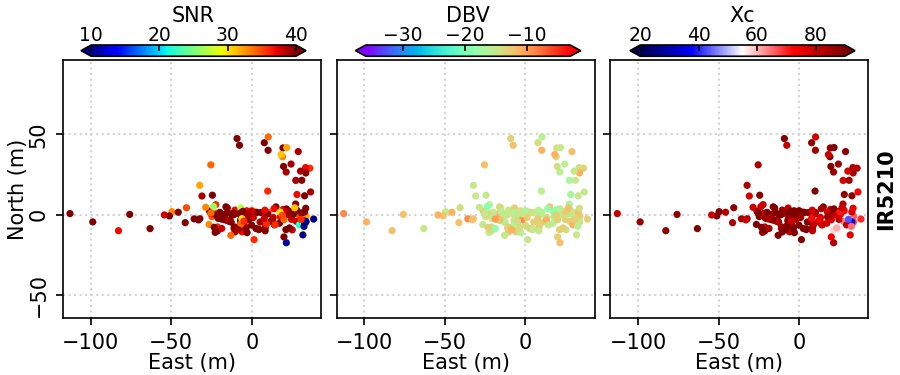 SNR DBV Xc
10 20 30 40 −30 −20 −10 20 40 60 80
50
0
−50
North (m)
IR5210
−100 −50 0 −100 −50 0 −100 −50 0
East (m) East (m) East (m)